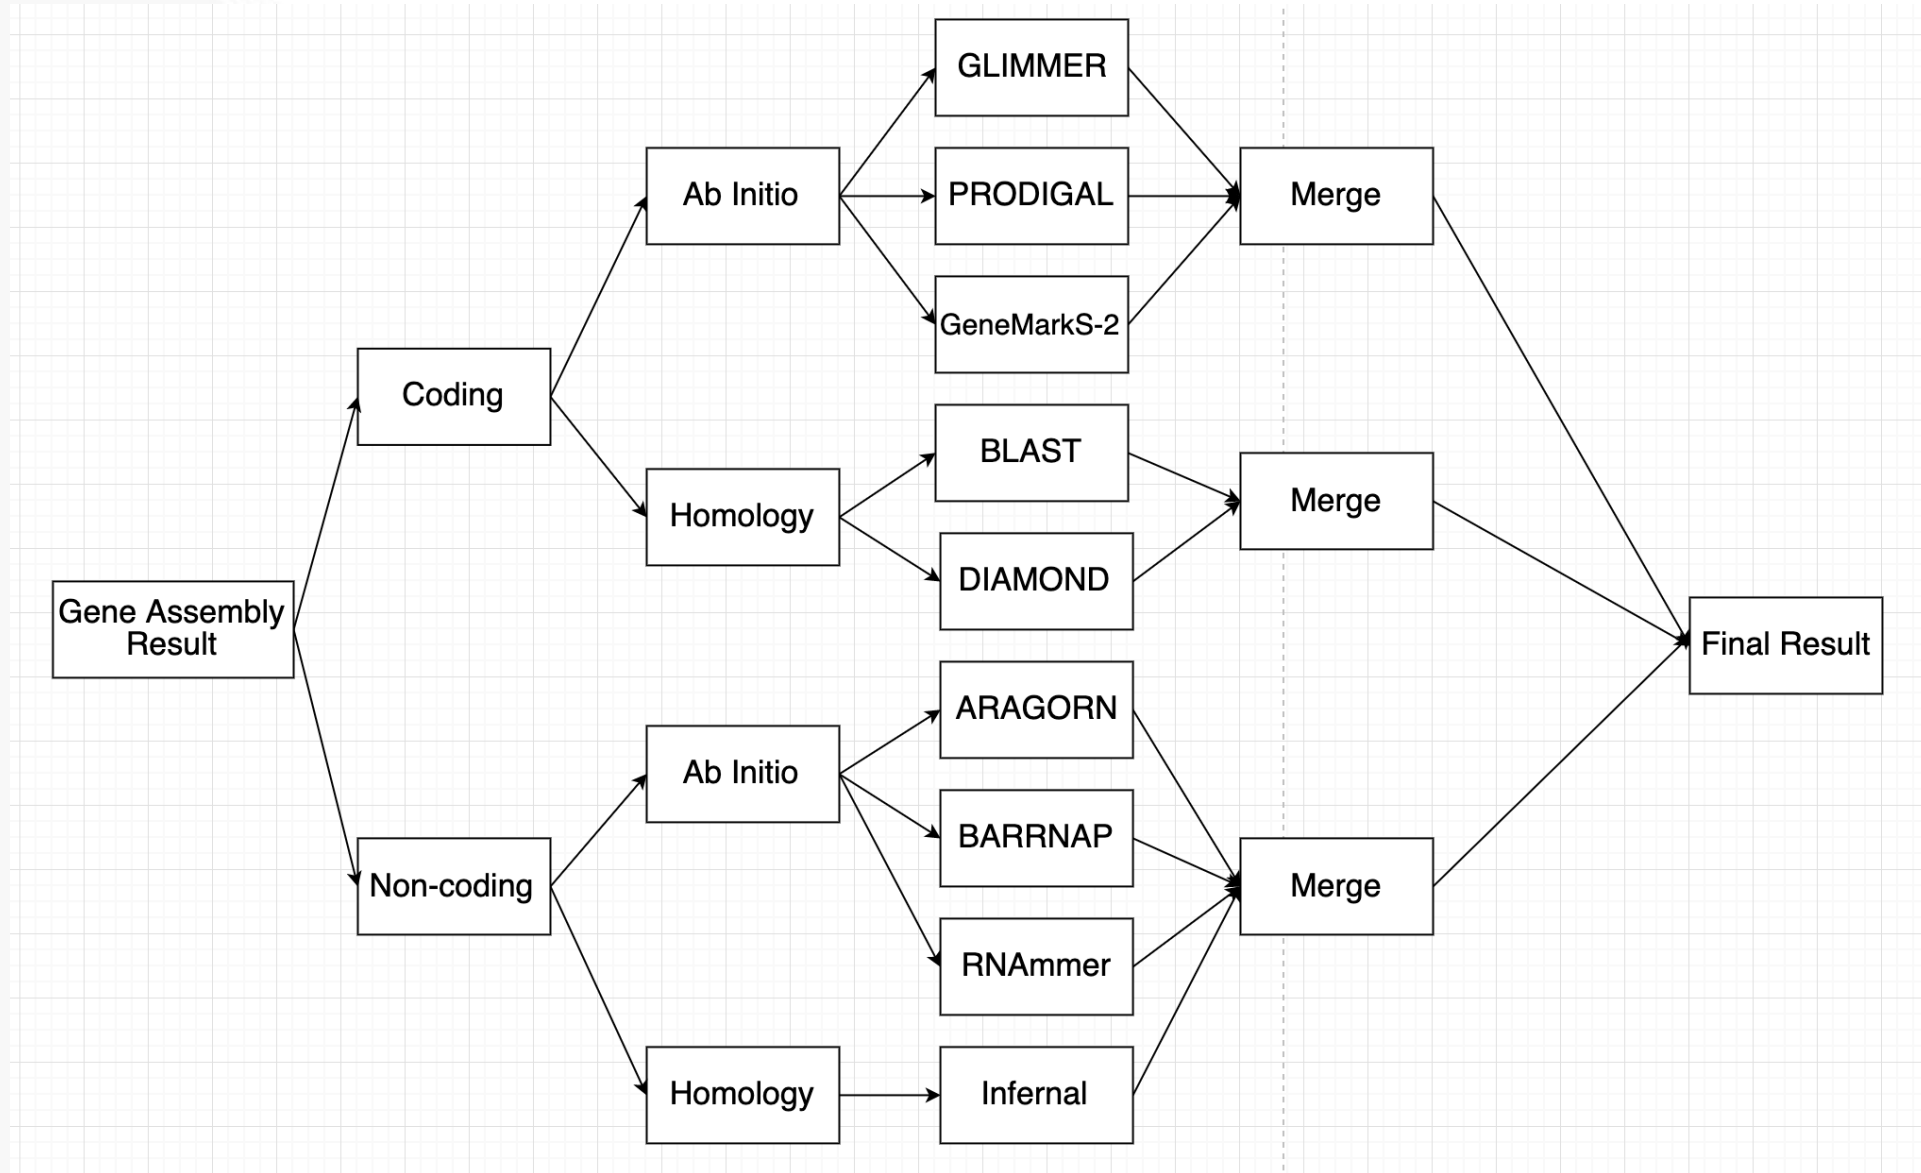 GLIMMER
Ab Initio
PRODIGAL
Merge
GeneMarkS-2
Coding
BLAST
Homology
Merge
DIAMOND
Gene Assembly
Result
Final Result
ARAGORN
Ab Initio
BARRNAP
Non-coding
Merge
RNAmmer
Homology
Infernal